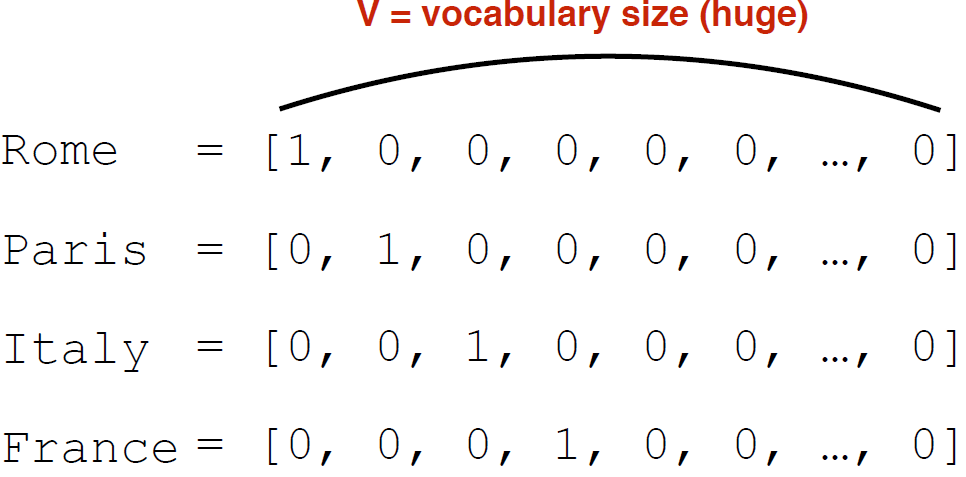 V = vocabulary size (huge)
Rome = [1, 0, 0, 0, 0, 0, …, 0]
Paris = [0, 1, 0, 0, 0, 0, …, 0]
Italy = [0, 0, 1, 0, 0, 0, …, 0]
France = [0, 0, 0, 1, 0, 0, …, 0]